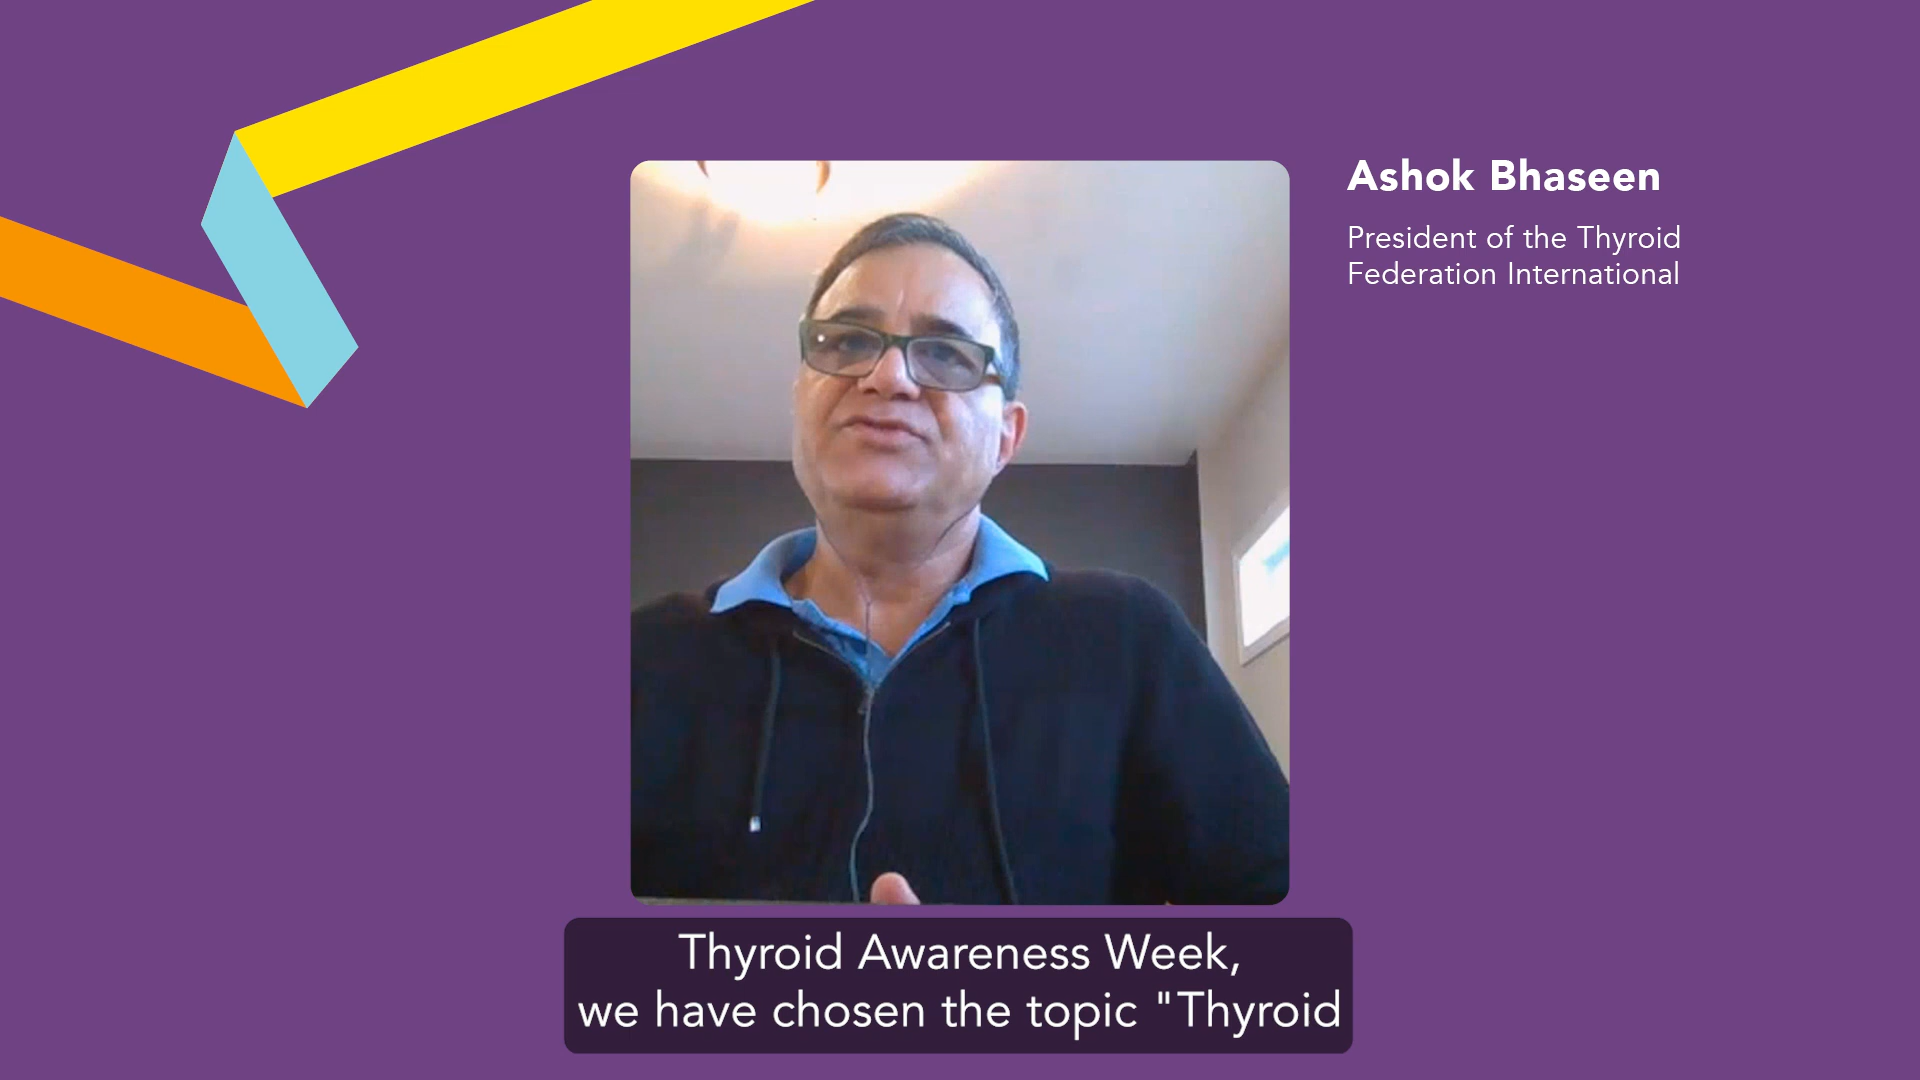 Ashok Bhaseen
President of the Thyroid
Federation International
Thyroid Awareness Week,
we have chosen the topic "Thyroid